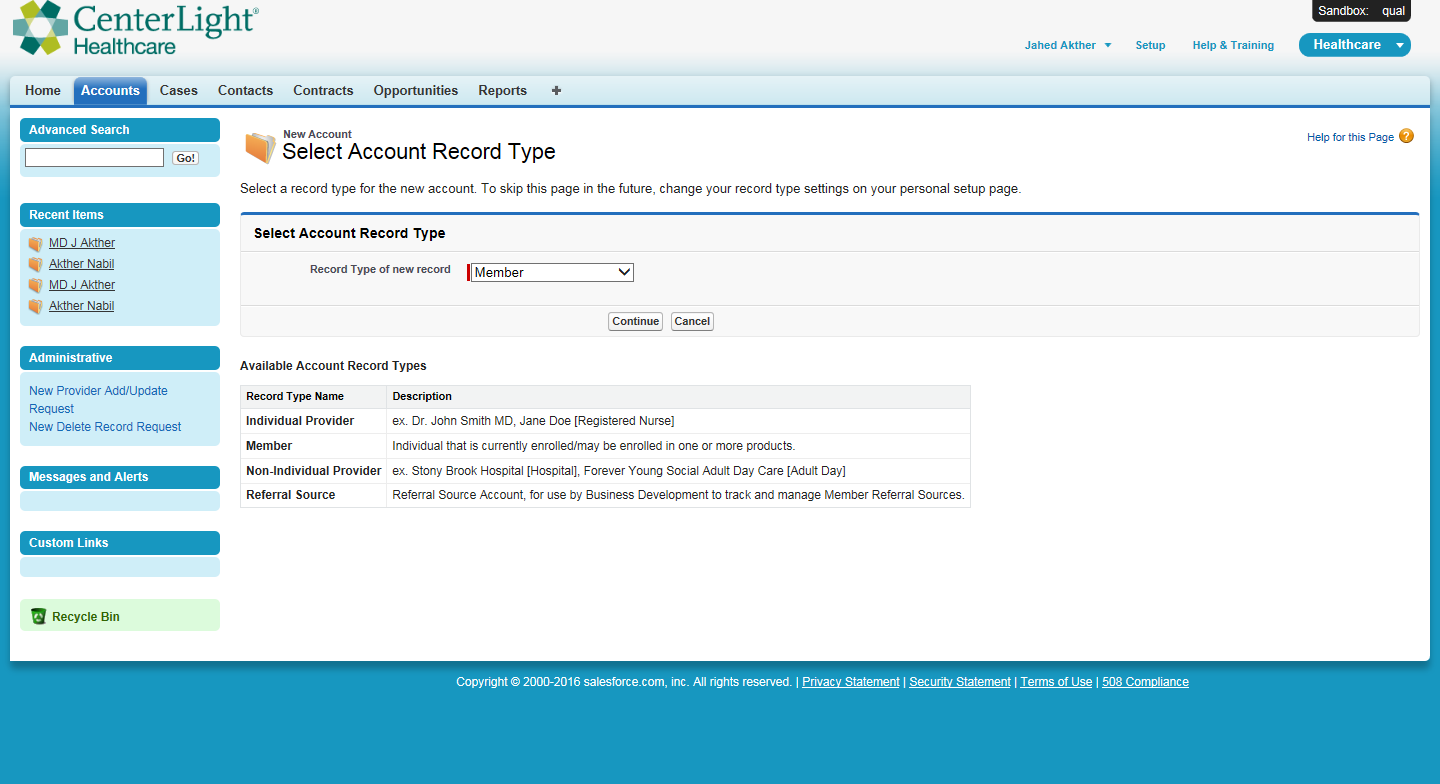 CenterLight®
Healthcare
Sandbox: qual
Jahed Akther Setup Help & Training Healthcare
Home Accounts Cases Contacts Contracts Opportunities Reports +
Advanced Search
Go!
Recent Items
MD J Akther
Akther Nabil
MD J Akther
Akther Nabil
Administrative
New Provider Add/Update
Request
New Delete Record Request
Messages and Alerts
Custom Links
Recycle Bin
New Account
Select Account Record Type
Help for this Page ?
Select a record type for the new account. To skip this page in the future, change your record type settings on your personal setup page.
Select Account Record Type
Record Type of new record Member
Continue Cancel
Available Account Record Types
Record Type Name Description
Individual Provider ex. Dr. John Smith MD, Jane Doe [Registered Nurse]
Member Individual that is currently enrolled/may be enrolled in one or more products.
Non-Individual Provider ex. Stony Brook Hospital [Hospital], Forever Young Social Adult Day Care [Adult Day]
Referral Source Referral Source Account, for use by Business Development to track and manage Member Referral Sources.
Copyright © 2000-2016 salesforce.com, inc. All rights reserved. | Privacy Statement | Security Statement | Terms of Use | 508 Compliance